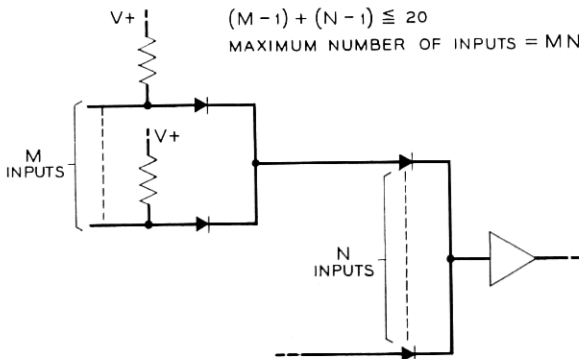 V+
(M-1) + (N-1) ≦ 20
MAXIMUM NUMBER OF INPUTS = MN
V+
M
INPUTS
N
INPUTS